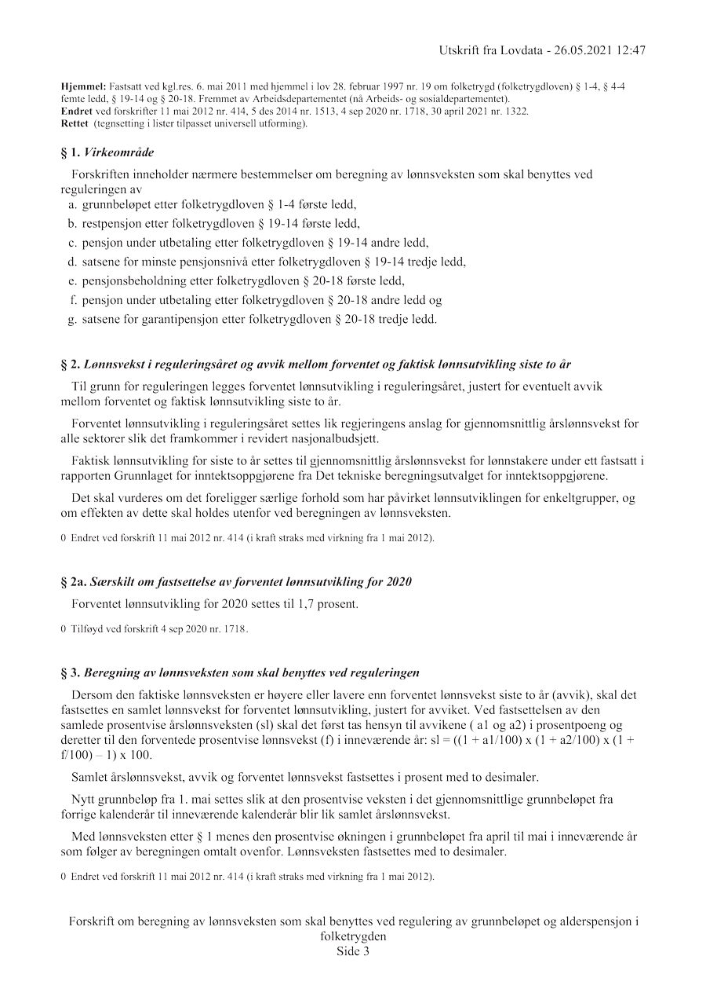 Utskrift fra Lovdata - 26.05.2021 12:47
Hjemmel: Fastsatt ved kgl.res. 6. mai 2011 med hjemmel i lov 28. februar 1997 nr. 19 om folketrygd (folketrygdloven) § 1-4, § 4-4
femte ledd, § 19-14 og § 20-18. Fremmet av Arbeidsdepartementet (nå Arbeids- og sosialdepartementet).
Endret ved forskrifter 11 mai 2012 nr. 414, 5 des 2014 nr. 1513, 4 sep 2020 nr. 1718, 30 april 2021 nr. 1322.
Rettet (tegnsetting i lister tilpasset universell utforming).
§ 1. Virkeområde
Forskriften inneholder nærmere bestemmelser om beregning av lønnsveksten som skal benyttes ved
reguleringen av
a. grunnbeløpet etter folketrygdloven § 1-4 første ledd,
b. restpensjon etter folketrygdloven § 19-14 første ledd,
c. pensjon under utbetaling etter folketrygdloven § 19-14 andre ledd,
d. satsene for minste pensjonsnivå etter folketrygdloven § 19-14 tredje ledd,
e. pensjonsbeholdning etter folketrygdloven § 20-18 første ledd,
f. pensjon under utbetaling etter folketrygdloven § 20-18 andre ledd og
g. satsene for garantipensjon etter folketrygdloven § 20-18 tredje ledd.
§ 2. Lønnsvekst i reguleringsåret og avvik mellom forventet og faktisk lønnsutvikling siste to år
Til grunn for reguleringen legges forventet lønnsutvikling i reguleringsåret, justert for eventuelt avvik
mellom forventet og faktisk lønnsutvikling siste to år.
Forventet lønnsutvikling i reguleringsåret settes lik regjeringens anslag for gjennomsnittlig årslønnsvekst for
alle sektorer slik det framkommer i revidert nasjonalbudsjett.
Faktisk lønnsutvikling for siste to år settes til gjennomsnittlig årslønnsvekst for lønnstakere under ett fastsatt i
rapporten Grunnlaget for inntektsoppgjørene fra Det tekniske beregningsutvalget for inntektsoppgjørene.
Det skal vurderes om det foreligger særlige forhold som har påvirket lønnsutviklingen for enkeltgrupper, og
om effekten av dette skal holdes utenfor ved beregningen av lønnsveksten.
0 Endret ved forskrift 11 mai 2012 nr. 414 (i kraft straks med virkning fra 1 mai 2012).
§ 2a. Særskilt om fastsettelse av forventet lønnsutvikling for 2020
Forventet lønnsutvikling for 2020 settes til 1,7 prosent.
0 Tilføyd ved forskrift 4 sep 2020 nr. 1718.
§ 3. Beregning av lønnsveksten som skal benyttes ved reguleringen
Dersom den faktiske lønnsveksten er høyere eller lavere enn forventet lønnsvekst siste to år (avvik), skal det
fastsettes en samlet lønnsvekst for forventet lønnsutvikling, justert for avviket. Ved fastsettelsen av den
samlede prosentvise årslønnsveksten (sl) skal det først tas hensyn til avvikene ( a1 og a2) i prosentpoeng og
deretter til den forventede prosentvise lønnsvekst (f) i inneværende år: sl = ((1 + a1/100) x (1 + a2/100) x (1 +
f/100) – 1) x 100.
Samlet årslønnsvekst, avvik og forventet lønnsvekst fastsettes i prosent med to desimaler.
Nytt grunnbeløp fra 1. mai settes slik at den prosentvise veksten i det gjennomsnittlige grunnbeløpet fra
forrige kalenderår til inneværende kalenderår blir lik samlet årslønnsvekst.
Med lønnsveksten etter § 1 menes den prosentvise økningen i grunnbeløpet fra april til mai i inneværende år
som følger av beregningen omtalt ovenfor. Lønnsveksten fastsettes med to desimaler.
0 Endret ved forskrift 11 mai 2012 nr. 414 (i kraft straks med virkning fra 1 mai 2012).
Forskrift om beregning av lønnsveksten som skal benyttes ved regulering av grunnbeløpet og alderspensjon i
folketrygden
Side 3